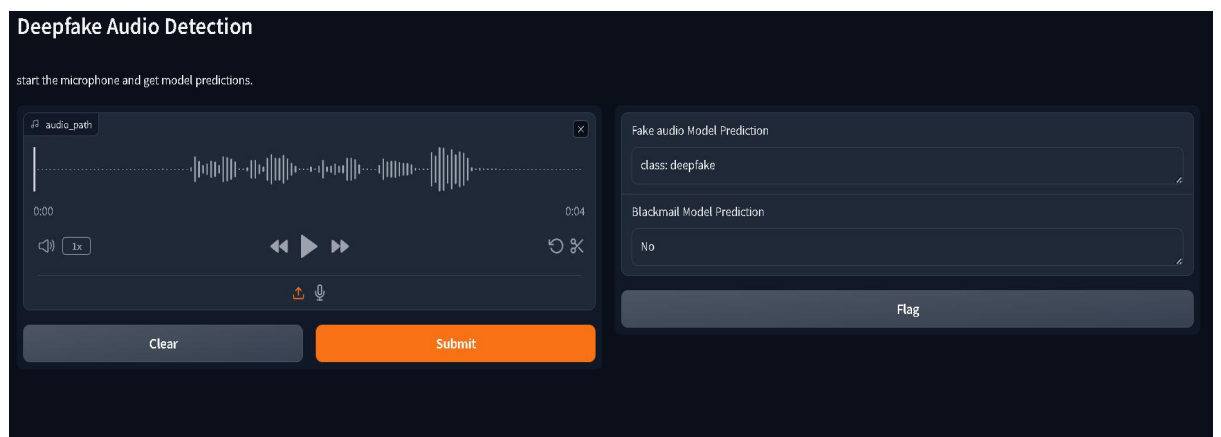 Deepfake Audio Detection
start the microphone and get model predictions.
audio_path
0:00
0:04
1x
Clear
Submit
Fake audio Model Prediction
class: deepfake
Blackmail Model Prediction
No
Flag